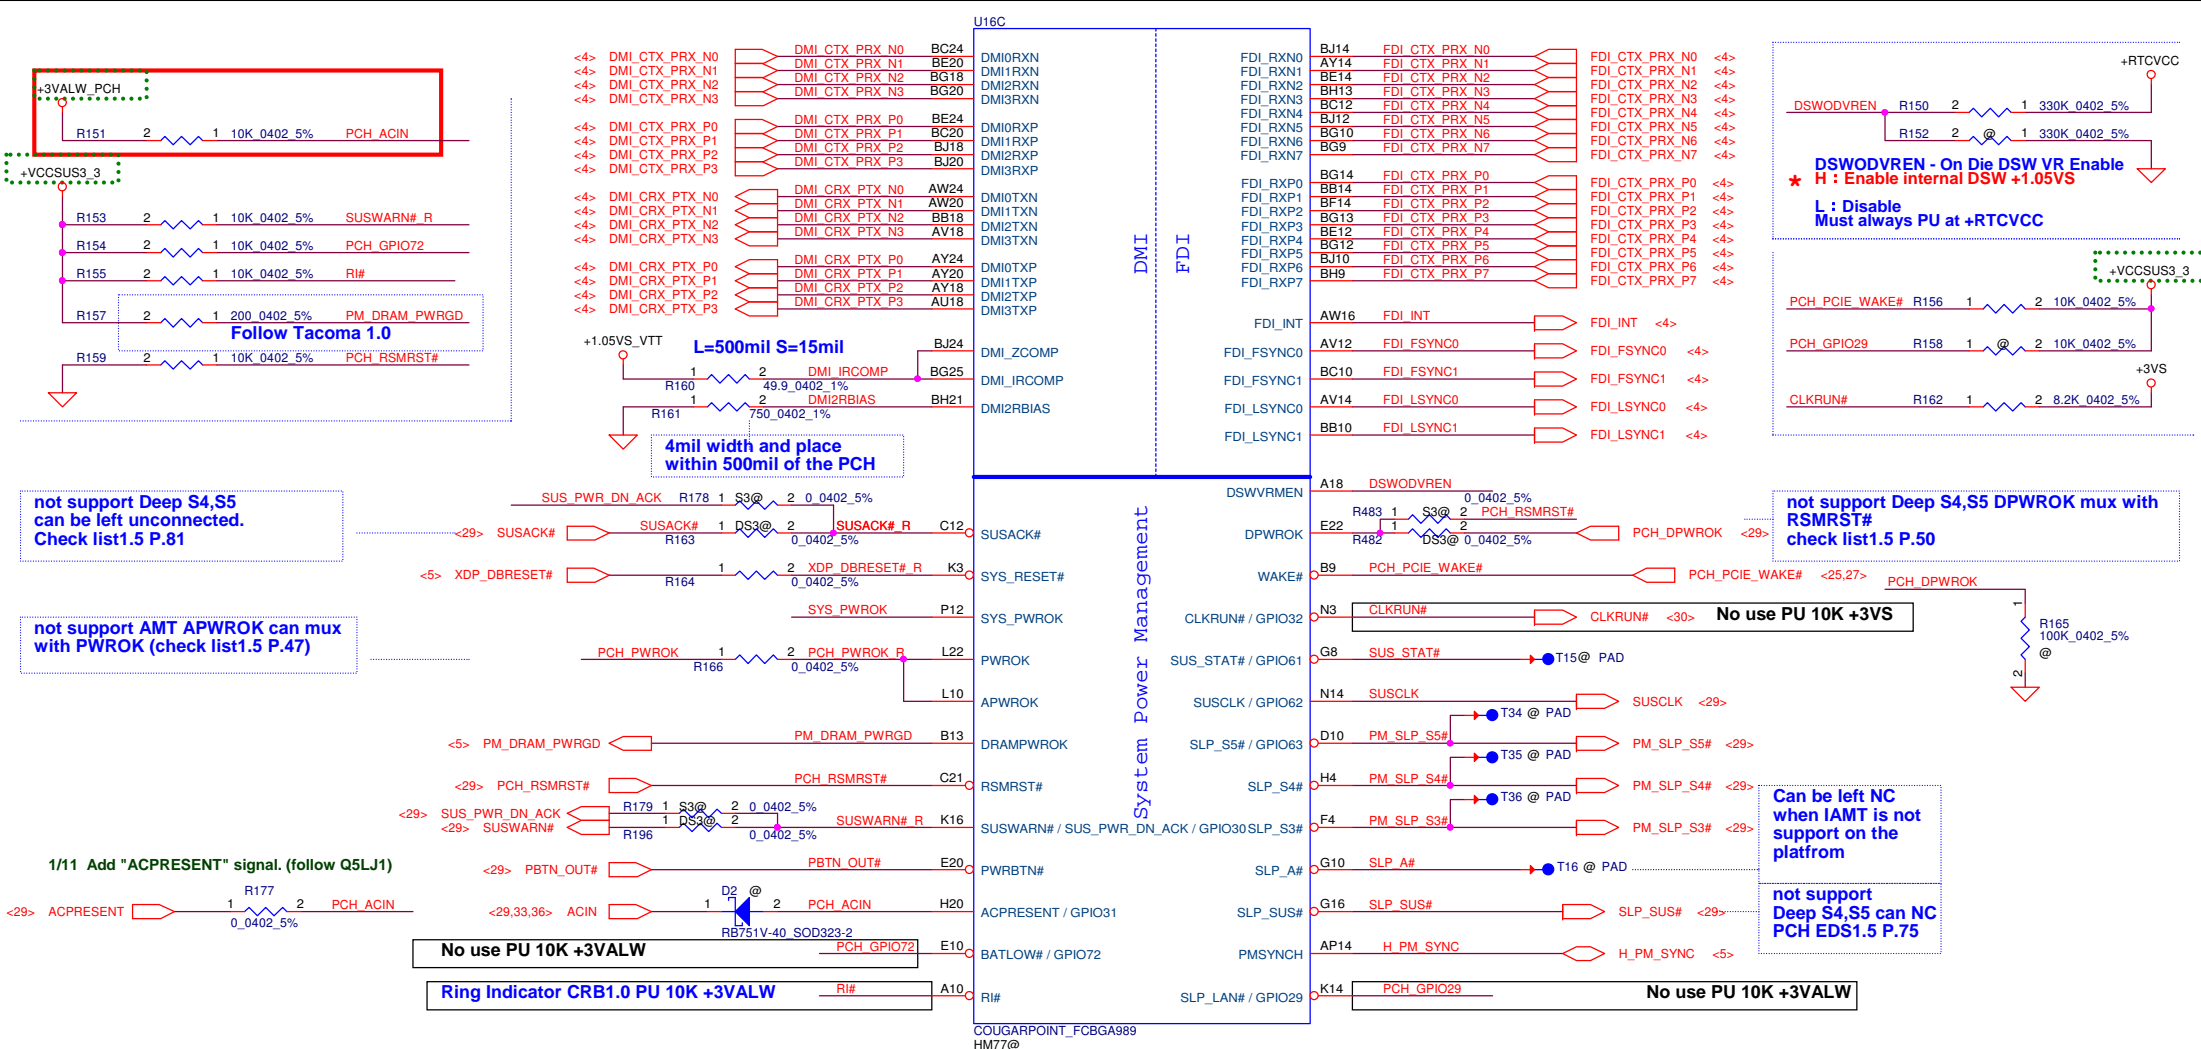 U16C
+3VALW_PCH
R151 2 1 10K_0402_5% PCH_ACIN
+VCCSUS3_3
R153 2 1 10K_0402_5% SUSWARN#_R
R154 2 1 10K_0402_5% PCH_GPIO72
R155 2 1 10K_0402_5% RI#
R157 2 1 200_0402_5% PM_DRAM_PWRGD
Follow Tacoma 1.0
R159 2 1 10K_0402_5% PCH_RSMRST#
<4> DMI_CTX_PRX_N0 DMI_CTX_PRX_N0 BC24 DMI0RXN
<4> DMI_CTX_PRX_N1 DMI_CTX_PRX_N1 BE20 DMI1RXN
<4> DMI_CTX_PRX_N2 DMI_CTX_PRX_N2 BG18 DMI2RXN
<4> DMI_CTX_PRX_N3 DMI_CTX_PRX_N3 BG20 DMI3RXN
<4> DMI_CTX_PRX_P0 DMI_CTX_PRX_P0 BE24 DMI0RXP
<4> DMI_CTX_PRX_P1 DMI_CTX_PRX_P1 BC20 DMI1RXP
<4> DMI_CTX_PRX_P2 DMI_CTX_PRX_P2 BJ18 DMI2RXP
<4> DMI_CTX_PRX_P3 DMI_CTX_PRX_P3 BJ20 DMI3RXP
<4> DMI_CRX_PTX_N0 DMI_CRX_PTX_N0 AW24 DMI0TXN
<4> DMI_CRX_PTX_N1 DMI_CRX_PTX_N1 AW20 DMI1TXN
<4> DMI_CRX_PTX_N2 DMI_CRX_PTX_N2 BB18 DMI2TXN
<4> DMI_CRX_PTX_N3 DMI_CRX_PTX_N3 AV18 DMI3TXN
<4> DMI_CRX_PTX_P0 DMI_CRX_PTX_P0 AY24 DMI0TXP
<4> DMI_CRX_PTX_P1 DMI_CRX_PTX_P1 AY20 DMI1TXP
<4> DMI_CRX_PTX_P2 DMI_CRX_PTX_P2 AY18 DMI2TXP
<4> DMI_CRX_PTX_P3 DMI_CRX_PTX_P3 AU18 DMI3TXP
+1.05VS_VTT
L=500mil S=15mil
BJ24 DMI_ZCOMP
R160 1 2 49.9_0402_1% DMI_IRCOMP BG25 DMI_IRCOMP
R161 1 2 750_0402_1% DMI2RBIAS BH21 DMI2RBIAS
4mil width and place
within 500mil of the PCH
DMI
FDI
FDI_RXN0 BJ14 FDI_CTX_PRX_N0 FDI_CTX_PRX_N0 <4>
FDI_RXN1 AY14 FDI_CTX_PRX_N1 FDI_CTX_PRX_N1 <4>
FDI_RXN2 BE14 FDI_CTX_PRX_N2 FDI_CTX_PRX_N2 <4>
FDI_RXN3 BH13 FDI_CTX_PRX_N3 FDI_CTX_PRX_N3 <4>
FDI_RXN4 BC12 FDI_CTX_PRX_N4 FDI_CTX_PRX_N4 <4>
FDI_RXN5 BJ12 FDI_CTX_PRX_N5 FDI_CTX_PRX_N5 <4>
FDI_RXN6 BG10 FDI_CTX_PRX_N6 FDI_CTX_PRX_N6 <4>
FDI_RXN7 BG9 FDI_CTX_PRX_N7 FDI_CTX_PRX_N7 <4>
FDI_RXP0 BG14 FDI_CTX_PRX_P0 FDI_CTX_PRX_P0 <4>
FDI_RXP1 BB14 FDI_CTX_PRX_P1 FDI_CTX_PRX_P1 <4>
FDI_RXP2 BF14 FDI_CTX_PRX_P2 FDI_CTX_PRX_P2 <4>
FDI_RXP3 BG13 FDI_CTX_PRX_P3 FDI_CTX_PRX_P3 <4>
FDI_RXP4 BE12 FDI_CTX_PRX_P4 FDI_CTX_PRX_P4 <4>
FDI_RXP5 BG12 FDI_CTX_PRX_P5 FDI_CTX_PRX_P5 <4>
FDI_RXP6 BJ10 FDI_CTX_PRX_P6 FDI_CTX_PRX_P6 <4>
FDI_RXP7 BH9 FDI_CTX_PRX_P7 FDI_CTX_PRX_P7 <4>
FDI_INT AW16 FDI_INT FDI_INT <4>
FDI_FSYNC0 AV12 FDI_FSYNC0 FDI_FSYNC0 <4>
FDI_FSYNC1 BC10 FDI_FSYNC1 FDI_FSYNC1 <4>
FDI_LSYNC0 AV14 FDI_LSYNC0 FDI_LSYNC0 <4>
FDI_LSYNC1 BB10 FDI_LSYNC1 FDI_LSYNC1 <4>
+RTCVCC
DSWODVREN R150 2 1 330K_0402_5%
R152 2 @ 1 330K_0402_5%
DSWODVREN - On Die DSW VR Enable
* H：Enable internal DSW +1.05VS
L：Disable
Must always PU at +RTCVCC
+VCCSUS3_3
PCH_PCIE_WAKE# R156 1 2 10K_0402_5%
PCH_GPIO29 R158 1 @ 2 10K_0402_5%
+3VS
CLKRUN# R162 1 2 8.2K_0402_5%
not support Deep S4,S5
can be left unconnected.
Check list1.5 P.81
SUS_PWR_DN_ACK R178 1 S3@ 2 0_0402_5%
<29> SUSACK# SUSACK# R163 1 DS3@ 2 0_0402_5% SUSACK#_R C12 SUSACK#
<5> XDP_DBRESET# R164 1 2 0_0402_5% XDP_DBRESET#_R K3 SYS_RESET#
SYS_PWROK P12 SYS_PWROK
not support AMT APWROK can mux
with PWROK (check list1.5 P.47)
PCH_PWROK R166 1 2 0_0402_5% PCH_PWROK_R L22 PWROK
L10 APWROK
<5> PM_DRAM_PWRGD PM_DRAM_PWRGD B13 DRAMPWROK
<29> PCH_RSMRST# PCH_RSMRST# C21 RSMRST#
<29> SUS_PWR_DN_ACK R179 1 S3@ 2 0_0402_5%
<29> SUSWARN# R196 1 DS3@ 2 0_0402_5% SUSWARN#_R K16 SUSWARN# / SUS_PWR_DN_ACK / GPIO30
1/11 Add "ACPRESENT" signal. (follow Q5LJ1)
<29> PBTN_OUT# PBTN_OUT# E20 PWRBTN#
<29> ACPRESENT R177 1 2 0_0402_5% PCH_ACIN
<29,33,36> ACIN D2 @ 1 2 RB751V-40_SOD323-2 PCH_ACIN H20 ACPRESENT / GPIO31
No use PU 10K +3VALW PCH_GPIO72 E10 BATLOW# / GPIO72
Ring Indicator CRB1.0 PU 10K +3VALW RI# A10 RI#
System Power Management
DSWVRMEN A18 DSWODVREN
DPWROK E22 R483 1 S3@ 2 0_0402_5% PCH_RSMRST#
R482 1 DS3@ 2 0_0402_5% PCH_DPWROK <29>
not support Deep S4,S5 DPWROK mux with
RSMRST#
check list1.5 P.50
WAKE# B9 PCH_PCIE_WAKE# PCH_PCIE_WAKE# <25,27>
PCH_DPWROK
1 R165 100K_0402_5% @ 2
CLKRUN# / GPIO32 N3 CLKRUN# CLKRUN# <30> No use PU 10K +3VS
SUS_STAT# / GPIO61 G8 SUS_STAT# T15@ PAD
SUSCLK / GPIO62 N14 SUSCLK SUSCLK <29>
T34 @ PAD
SLP_S5# / GPIO63 D10 PM_SLP_S5# PM_SLP_S5# <29>
T35 @ PAD
SLP_S4# H4 PM_SLP_S4# PM_SLP_S4# <29>
T36 @ PAD
SLP_S3# F4 PM_SLP_S3# PM_SLP_S3# <29>
Can be left NC
when IAMT is not
support on the
platfrom
SLP_A# G10 SLP_A# T16 @ PAD
SLP_SUS# G16 SLP_SUS# SLP_SUS# <29>
not support
Deep S4,S5 can NC
PCH EDS1.5 P.75
PMSYNCH AP14 H_PM_SYNC H_PM_SYNC <5>
SLP_LAN# / GPIO29 K14 PCH_GPIO29 No use PU 10K +3VALW
COUGARPOINT_FCBGA989
HM77@